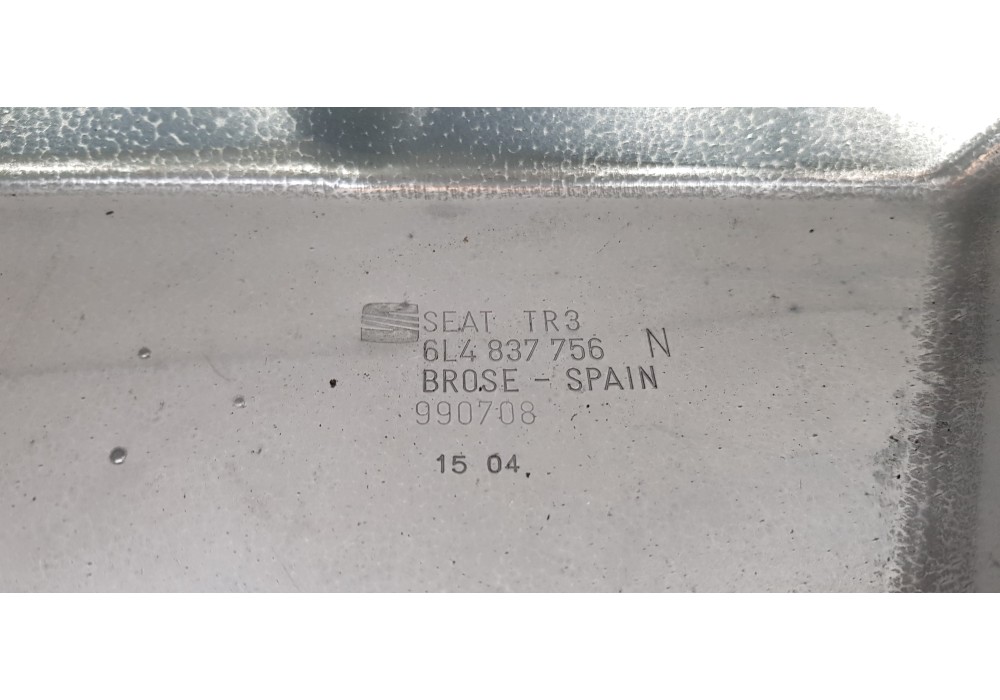 SEAT TR3
6L4 837 756 N
BROSE - SPAIN
990708
15 04